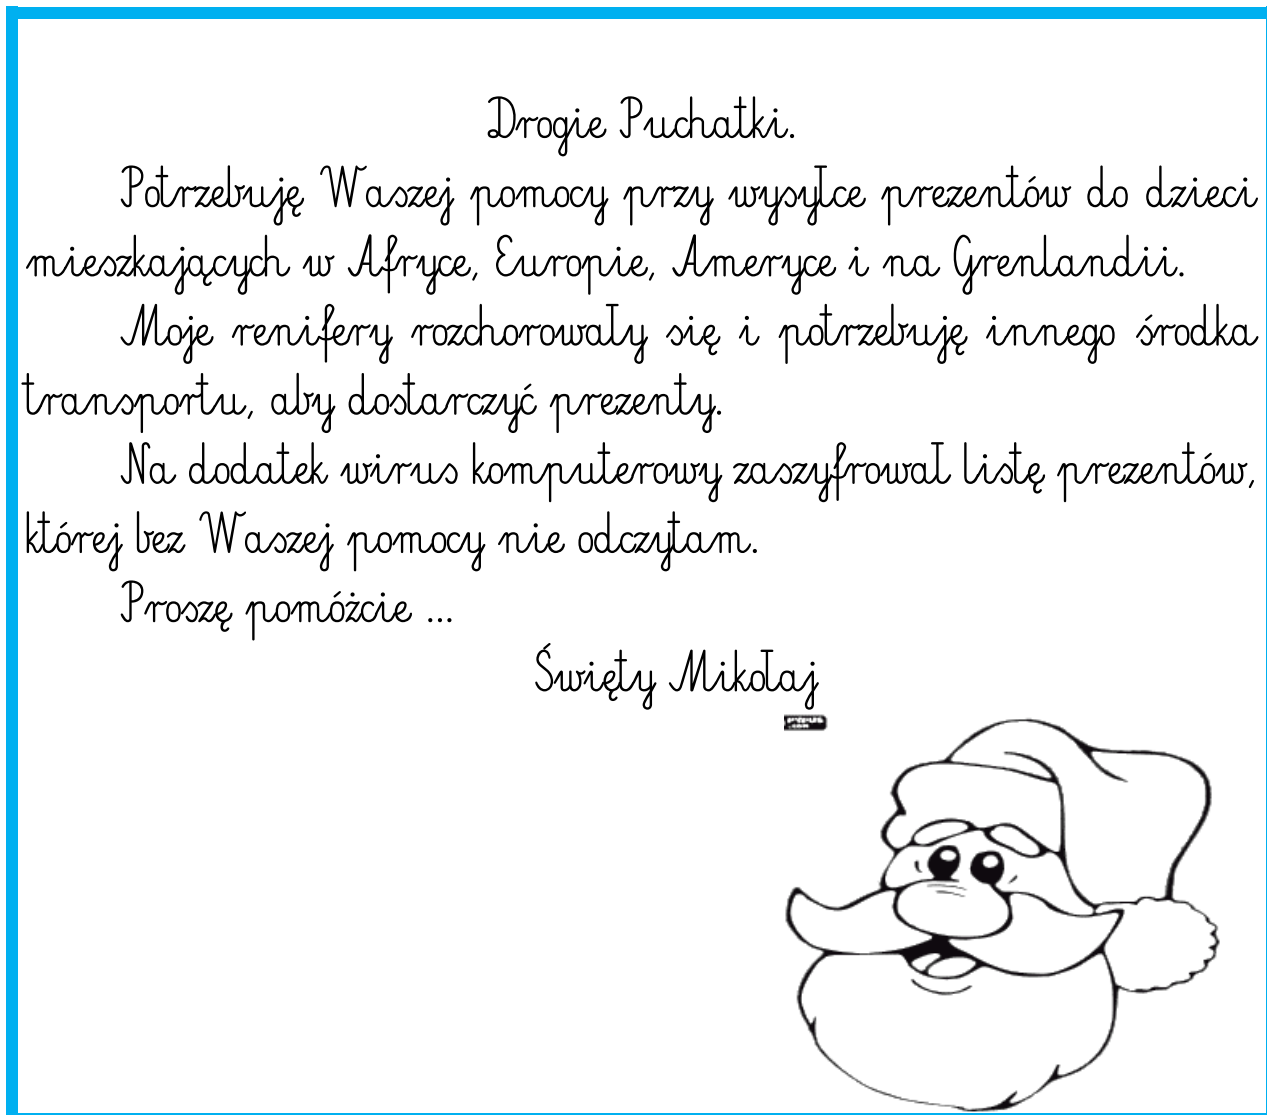 Drogie Puchatki.
Potrzebuję Waszej pomocy przy wysyłce prezentów do dzieci
mieszkających w Afryce, Europie, Ameryce i na Grenlandii.
Moje renifery rozchorowały się i potrzebuję innego środka
transportu, aby dostarczyć prezenty.
Na dodatek wirus komputerowy zaszyfrował listę prezentów,
której bez Waszej pomocy nie odczytam.
Proszę pomóżcie ...
Święty Mikołaj